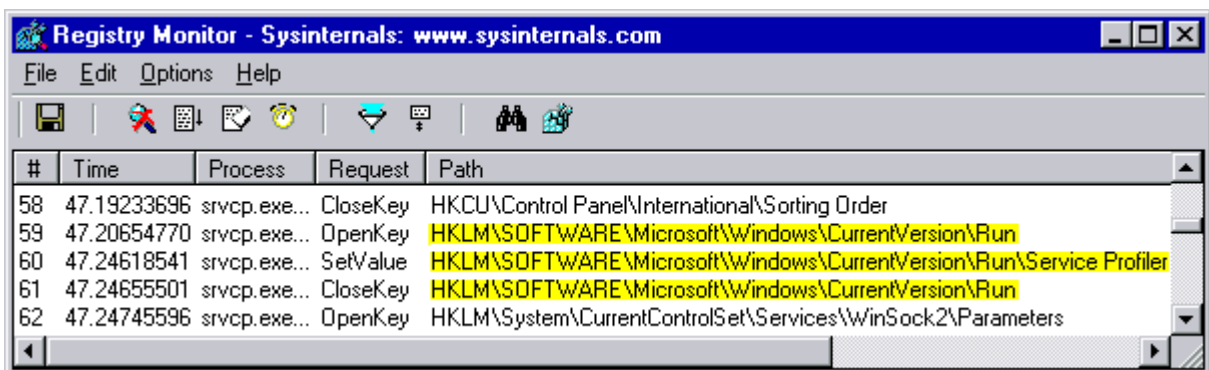 Registry Monitor - Sysinternals: www.sysinternals.com
File Edit Options Help
# Time Process Request Path
58 47.19233696 srvcp.exe... CloseKey HKCU\Control Panel\International\Sorting Order
59 47.20654770 srvcp.exe... OpenKey HKLM\SOFTWARE\Microsoft\Windows\CurrentVersion\Run
60 47.24618541 srvcp.exe... SetValue HKLM\SOFTWARE\Microsoft\Windows\CurrentVersion\Run\Service Profiler
61 47.24655501 srvcp.exe... CloseKey HKLM\SOFTWARE\Microsoft\Windows\CurrentVersion\Run
62 47.24745596 srvcp.exe... OpenKey HKLM\System\CurrentControlSet\Services\WinSock2\Parameters